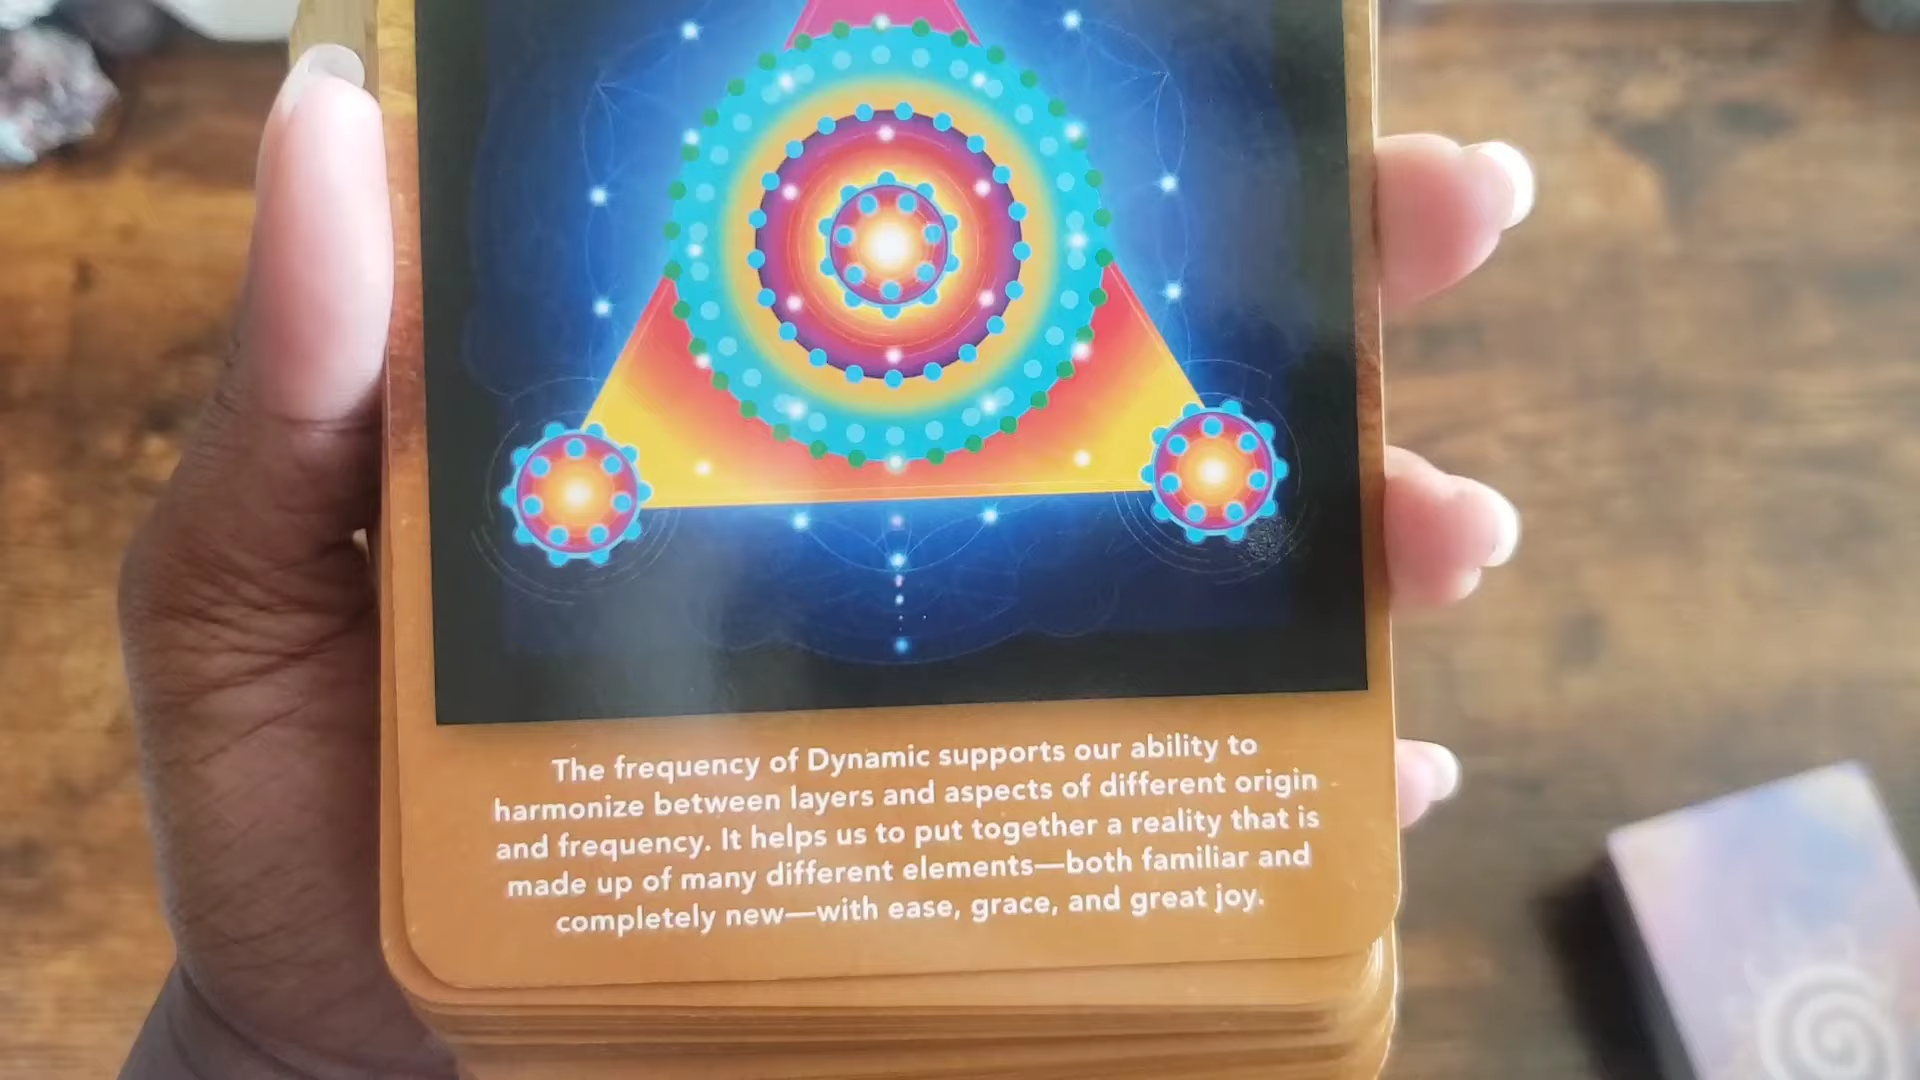 The frequency of Dynamic supports our ability to
harmonize between layers and aspects of different origin
and frequency. It helps us to put together a reality that is
made up of many different elements—both familiar and
completely new—with ease, grace, and great joy.